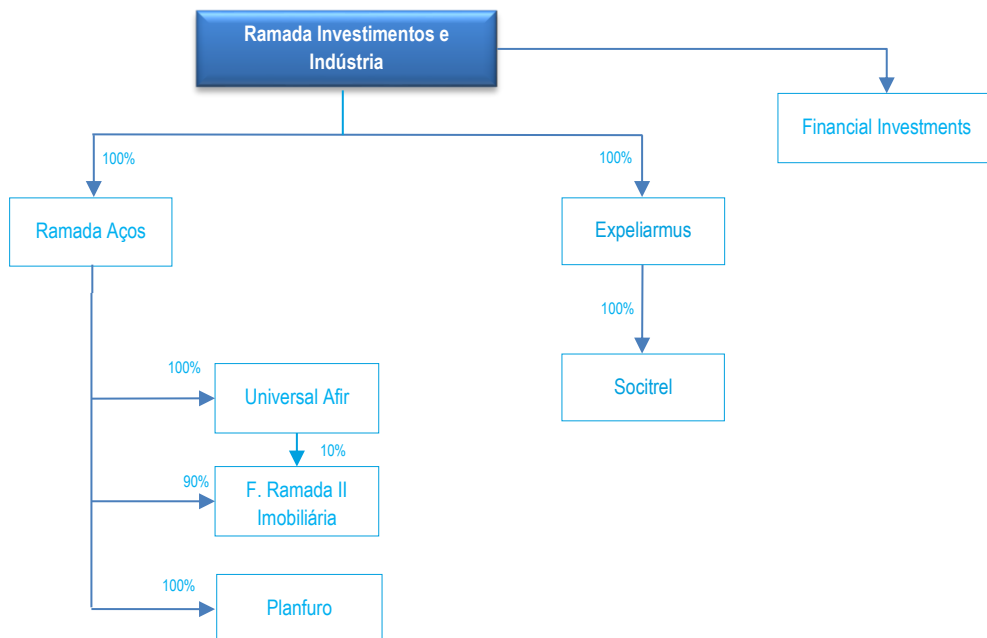 Ramada Investimentos e
Indústria
Financial Investments
100%
100%
Ramada Aços
Expeliarmus
100%
100%
Universal Afir
Socitrel
10%
90%
F. Ramada II
Imobiliária
100%
Planfuro